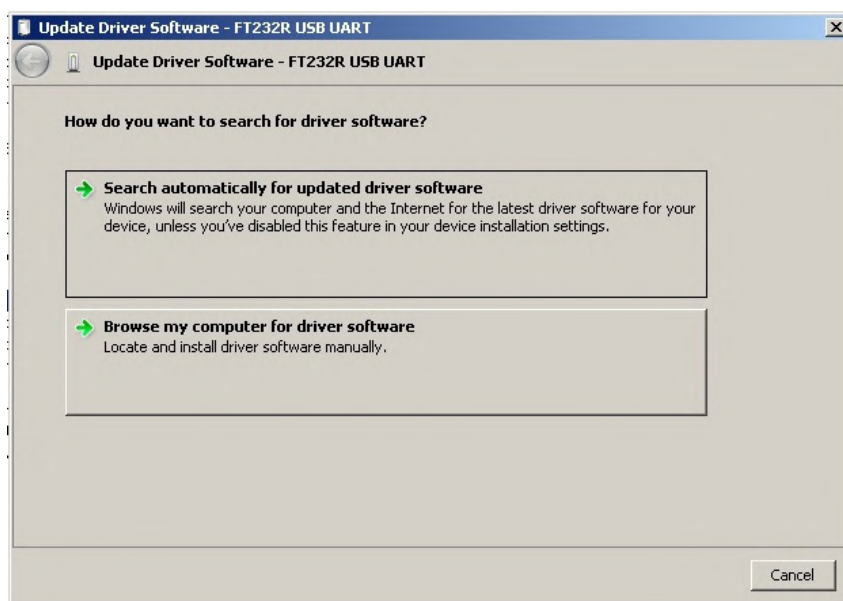 Update Driver Software - FT232R USB UART
Update Driver Software - FT232R USB UART
How do you want to search for driver software?
Search automatically for updated driver software
Windows will search your computer and the Internet for the latest driver software for your
device, unless you've disabled this feature in your device installation settings.
Browse my computer for driver software
Locate and install driver software manually.
Cancel